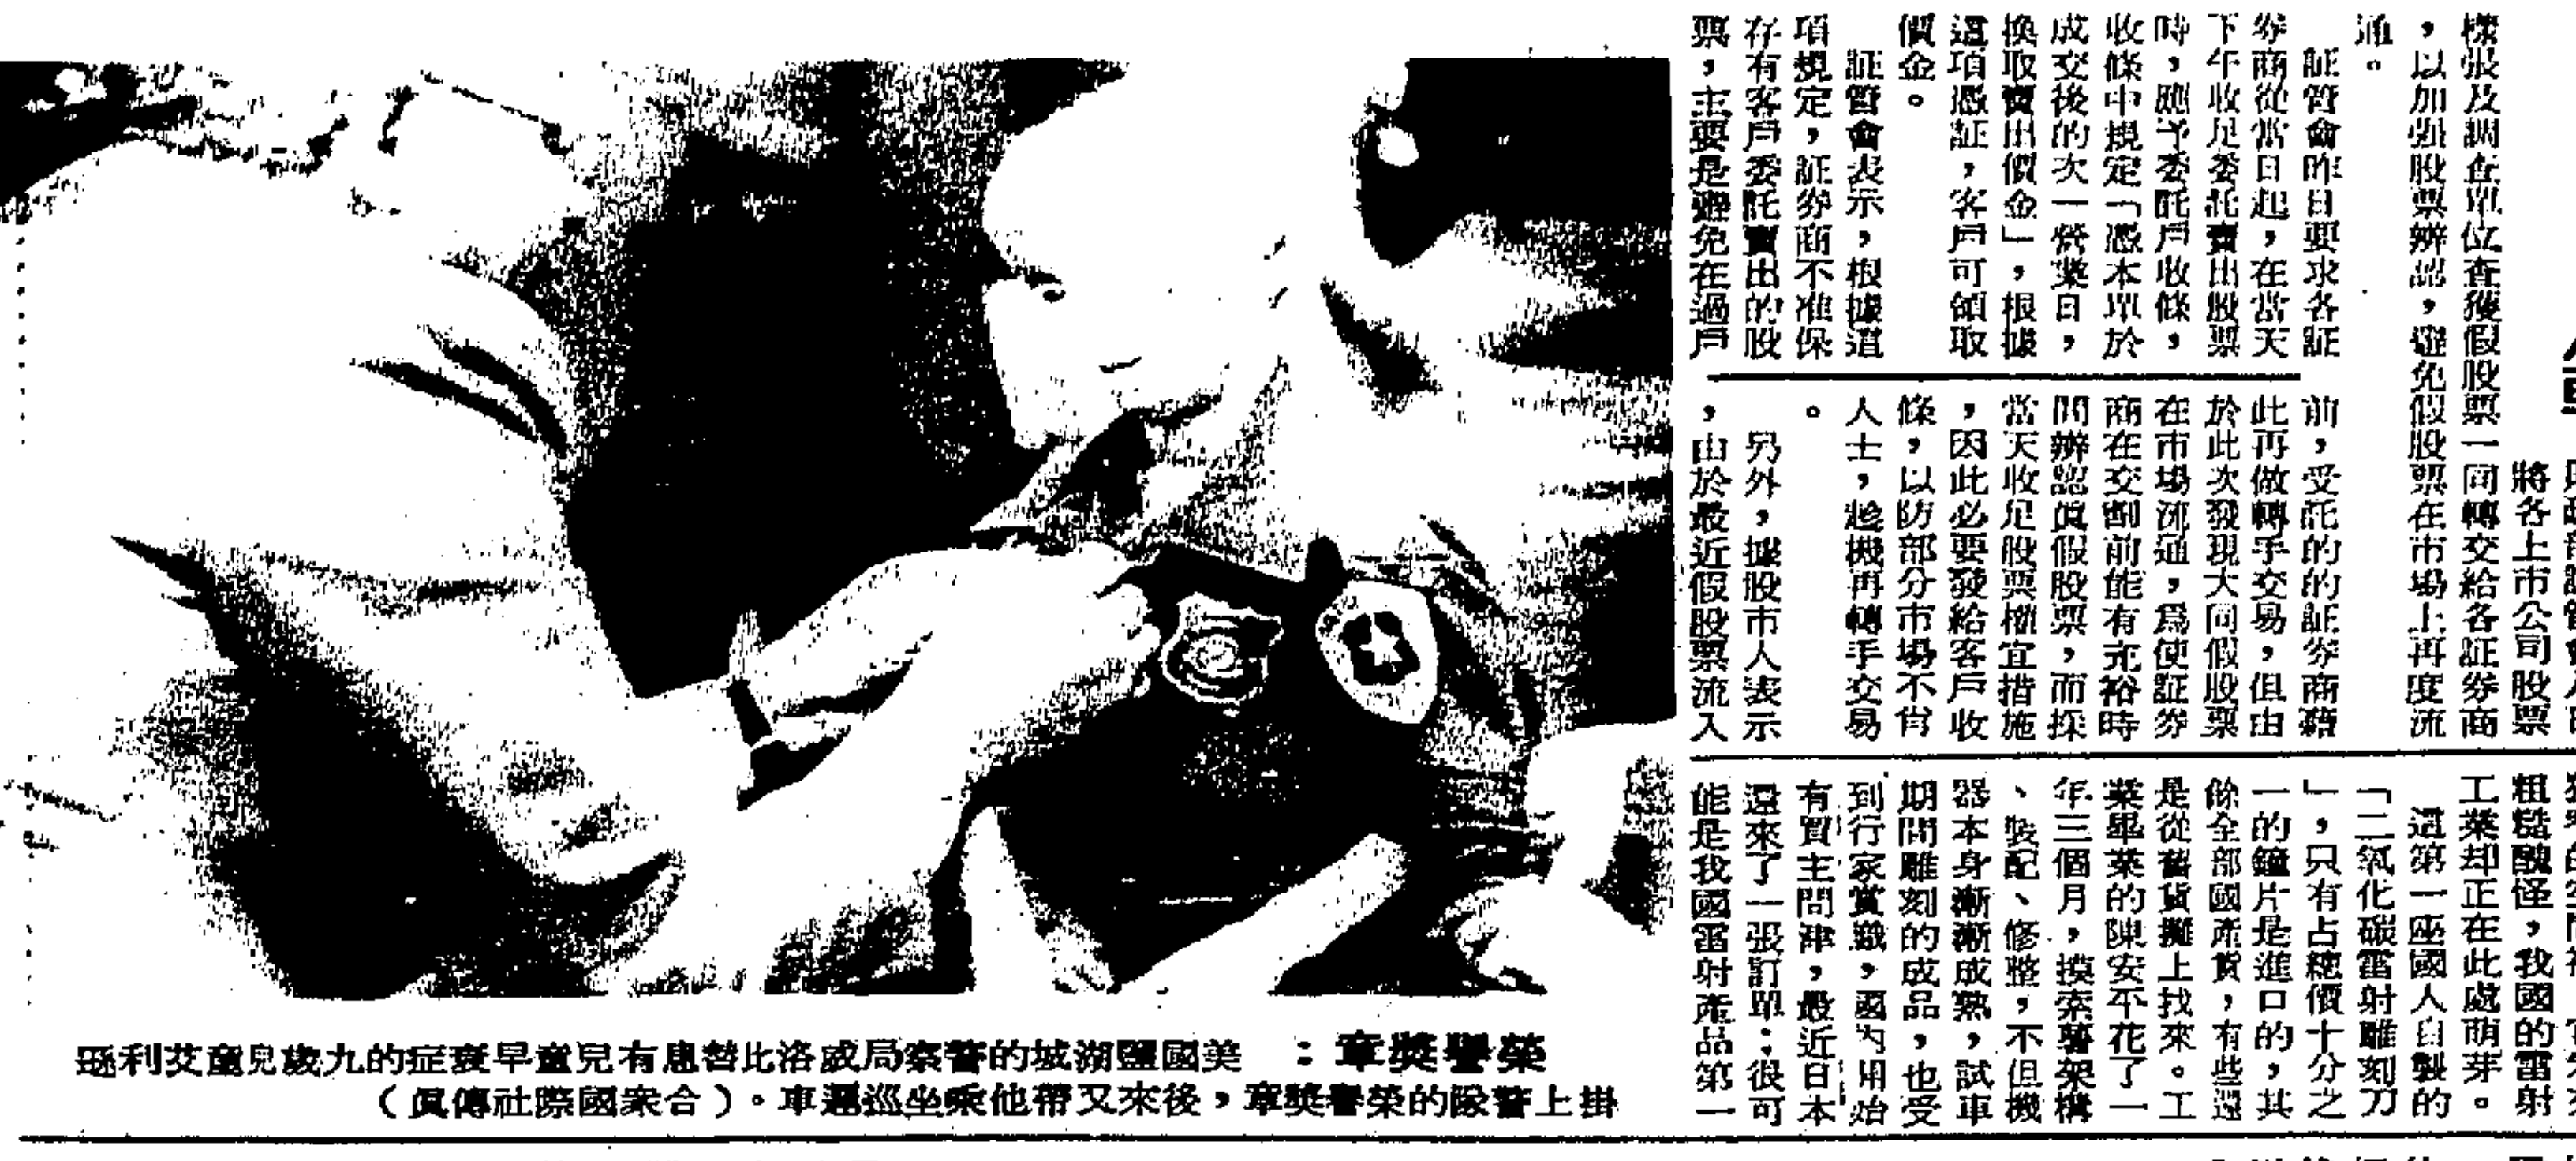 將各上市公司股票
樣張及調查單位查獲假股票一同轉交給各証券商
，以加强股票辨認，避免假股票在市場上再度流
通。
証管會昨日要求各証
券商從當日起，在當天
下午收足委託賣出股票
時，應予委託戶收條，
收條中規定「憑本單於
成交後的次一營業日，
換取賣出價金」，根據
這項憑証，客戶可領取
價金。
証管會表示，根據這
項規定，証券商不准保
存有客戶委託賣出的股
票，主要是避免在過戶
前，受託的的証券商藉
此再做轉手交易，但由
於此次發現大同假股票
在市場流通，爲使証券
商在交割前能有充裕時
間辨認眞假股票，而採
當天收足股票權宜措施
，因此必要發給客戶收
條，以防部分市場不肖
人士，趁機再轉手交易
。
另外，據股市人表示
，由於最近假股票流入
粗糙醜怪，我國的雷射
工業却正在此處萌芽。
這第一座國人自製的
「二氧化碳雷射雕刻刀
」，只有占總價十分之
一的鐘片是進口的，其
餘全部國產貨，有些還
是從舊貨攤上找來。工
業畢業的陳安不花了一
年三個月，摸索著架構
、裝配、修整，不但機
器本身漸漸成熟，試車
期間雕刻的成品，也受
到行家賞識，國內開始
有買主問津，最近日本
還來了一張訂單；很可
能是我國雷射產品第一
榮譽獎章：美國鹽湖城的警察局威洛比替患有兒童早衰症的九歲兒童艾利遜
掛上警隊的榮譽獎章，後來又帶他乘坐巡邏車。（合衆國際社傳眞）